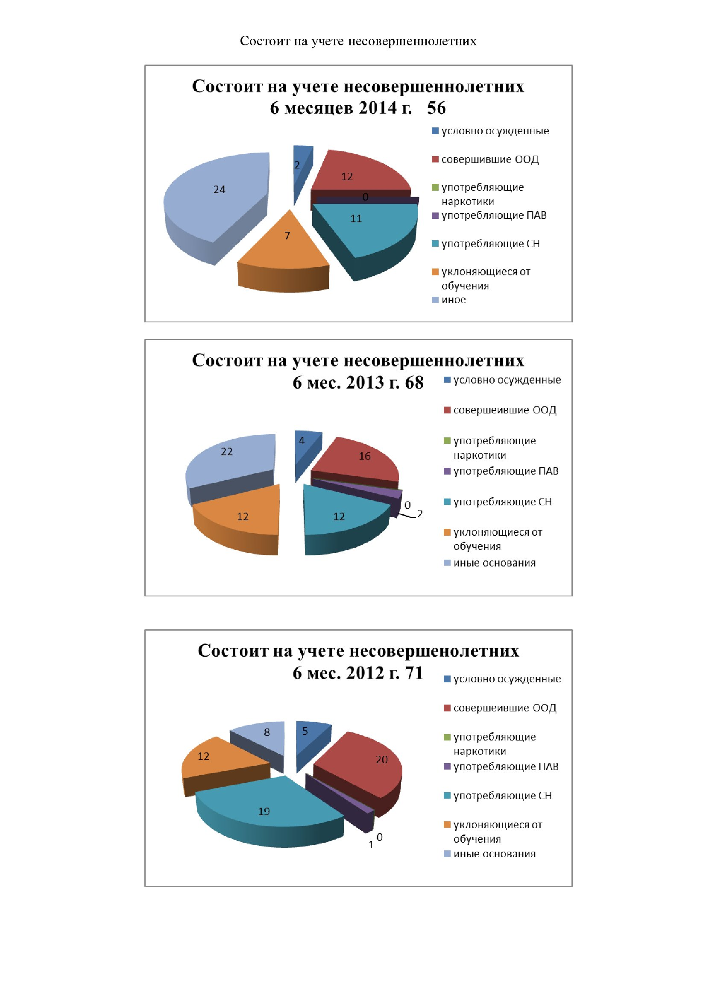 Состоит на учете несовершеннолетних
Состоит на учете несовершеннолетних
6 месяцев 2014 г. 56
условно осужденные
совершившие ООД
употребляющие
наркотики
употребляющие ПАВ
употребляющие СН
уклоняющиеся от
обучения
иное
2
12
0
11
7
24
Состоит на учете несовершеннолетних
6 мес. 2013 г. 68
условно осужденные
совершеившие ООД
употребляющие
наркотики
употребляющие ПАВ
употребляющие СН
уклоняющиеся от
обучения
иные основания
4
16
0
2
12
12
22
Состоит на учете несовершенолетних
6 мес. 2012 г. 71
условно осужденные
совершеившие ООД
употребляющие
наркотики
употребляющие ПАВ
употребляющие СН
уклоняющиеся от
обучения
иные основания
5
20
0
1
19
12
8